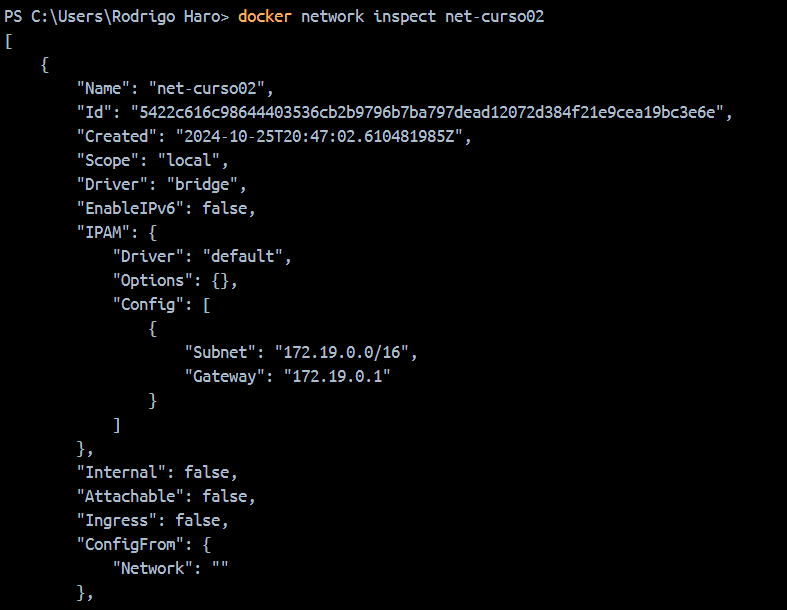 PS C:\Users\Rodrigo Haro> docker network inspect net-curso02
[
    {
        "Name": "net-curso02",
        "Id": "5422c616c98644403536cb2b9796b7ba797dead12072d384f21e9cea19bc3e6e",
        "Created": "2024-10-25T20:47:02.610481985Z",
        "Scope": "local",
        "Driver": "bridge",
        "EnableIPv6": false,
        "IPAM": {
            "Driver": "default",
            "Options": {},
            "Config": [
                {
                    "Subnet": "172.19.0.0/16",
                    "Gateway": "172.19.0.1"
                }
            ]
        },
        "Internal": false,
        "Attachable": false,
        "Ingress": false,
        "ConfigFrom": {
            "Network": ""
        },